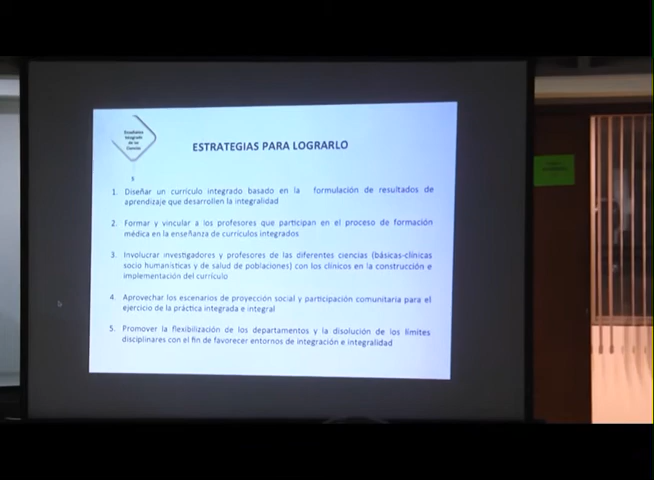 Enseñanza
Integrada
de las
Ciencias
ESTRATEGIAS PARA LOGRARLO
1. Diseñar un currículo integrado basado en la formulación de resultados de
aprendizaje que desarrollen la integralidad
2. Formar y vincular a los profesores que participan en el proceso de formación
médica en la enseñanza de currículos integrados
3. Involucrar investigadores y profesores de las diferentes ciencias (básicas-clínicas
socio humanísticas y de salud de poblaciones) con los clínicos en la construcción e
implementación del currículo
4. Aprovechar los escenarios de proyección social y participación comunitaria para el
ejercicio de la práctica integrada e integral
5. Promover la flexibilización de los departamentos y la disolución de los límites
disciplinares con el fin de favorecer entornos de integración e integralidad